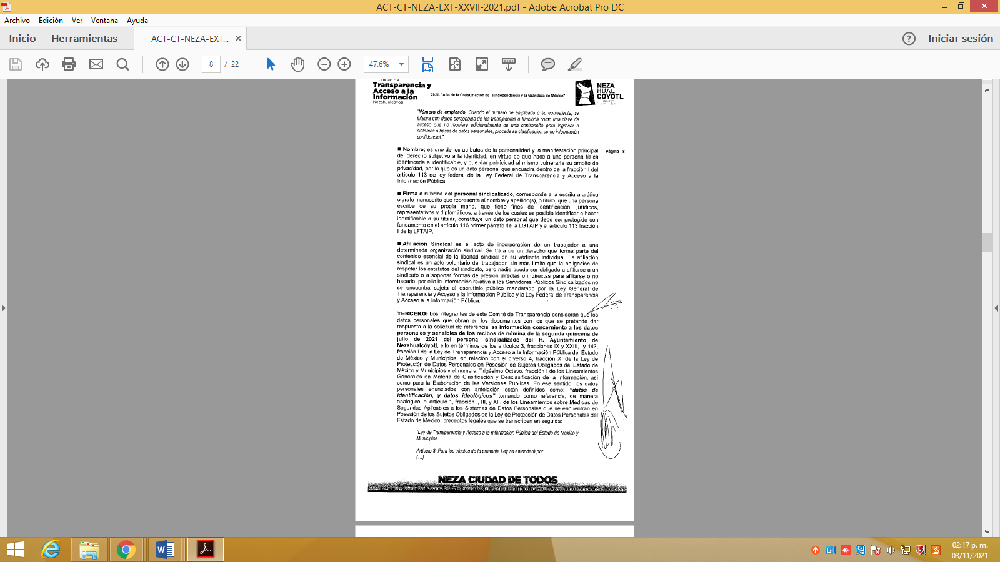 ACT-CT-NEZA-EXT-XXVII-2021.pdf - Adobe Acrobat Pro DC
Archivo Edición Ver Ventana Ayuda
Inicio Herramientas ACT-CT-NEZA-EXT... × Iniciar sesión
8 / 22 47.6%
Unidad de
Transparencia y
Acceso a la
Información
Nezahualcóyotl
2021. "Año de la Consumación de la Independencia y la Grandeza de México"
NEZA
HUAL
COYOTL
"Número de empleado. Cuando el número de empleado o su equivalente, se
integra con datos personales de los trabajadores o funciona como una clave de
acceso que no requiere adicionalmente de una contraseña para ingresar a
sistemas o bases de datos personales, procede su clasificación como información
confidencial."
Página | 8
■ Nombre; es uno de los atributos de la personalidad y la manifestación principal
del derecho subjetivo a la identidad, en virtud de que hace a una persona física
identificada e identificable, y que dar publicidad al mismo vulneraría su ámbito de
privacidad, por lo que es un dato personal que encuadra dentro de la fracción I del
artículo 113 de ley federal de la Ley Federal de Transparencia y Acceso a la
Información Pública.
■ Firma o rubrica del personal sindicalizado, corresponde a la escritura gráfica
o grafo manuscrito que representa al nombre y apellido(s), o título, que una persona
escribe de su propia mano, que tiene fines de identificación, jurídicos,
representativos y diplomáticos, a través de los cuales es posible identificar o hacer
identificable a su titular, constituye un dato personal que debe ser protegido con
fundamento en el artículo 116 primer párrafo de la LGTAIP y el artículo 113 fracción
I de la LFTAIP.
■ Afiliación Sindical es el acto de incorporación de un trabajador a una
determinada organización sindical. Se trata de un derecho que forma parte del
contenido esencial de la libertad sindical en su vertiente individual. La afiliación
sindical es un acto voluntario del trabajador, sin más límite que la obligación de
respetar los estatutos del sindicato, pero nadie puede ser obligado a afiliarse a un
sindicato o a soportar formas de presión directas o indirectas para afiliarse o no
hacerlo, por ello la información relativa a los Servidores Públicos Sindicalizados no
se encuentra sujeta al escrutinio público mandatado por la Ley General de
Transparencia y Acceso a la Información Pública y la Ley Federal de Transparencia
y Acceso a la Información Pública.
TERCERO: Los integrantes de este Comité de Transparencia consideran que los
datos personales que obran en los documentos con los que se pretende dar
respuesta a la solicitud de referencia, es información concerniente a los datos
personales y sensibles de los recibos de nómina de la segunda quincena de
julio de 2021 del personal sindicalizado del H. Ayuntamiento de
Nezahualcóyotl, ello en términos de los artículos 3, fracciones IX y XXIII, y 143,
fracción I de la Ley de Transparencia y Acceso a la Información Pública del Estado
de México y Municipios, en relación con el diverso 4, fracción XI de la Ley de
Protección de Datos Personales en Posesión de Sujetos Obligados del Estado de
México y Municipios y el numeral Trigésimo Octavo, fracción I de los Lineamientos
Generales en Materia de Clasificación y Desclasificación de la Información, así
como para la Elaboración de las Versiones Públicas. En ese sentido, los datos
personales enunciados con antelación están definidos como: "datos de
identificación, y datos ideológicos" tomando como referencia, de manera
analógica, el artículo 1, fracción I, III, y XII, de los Lineamientos sobre Medidas de
Seguridad Aplicables a los Sistemas de Datos Personales que se encuentran en
Posesión de los Sujetos Obligados de la Ley de Protección de Datos Personales del
Estado de México, preceptos legales que se transcriben en seguida:
"Ley de Transparencia y Acceso a la Información Pública del Estado de México y
Municipios.
Artículo 3. Para los efectos de la presente Ley se entenderá por:
(...)
NEZA CIUDAD DE TODOS
02:17 p. m.
03/11/2021